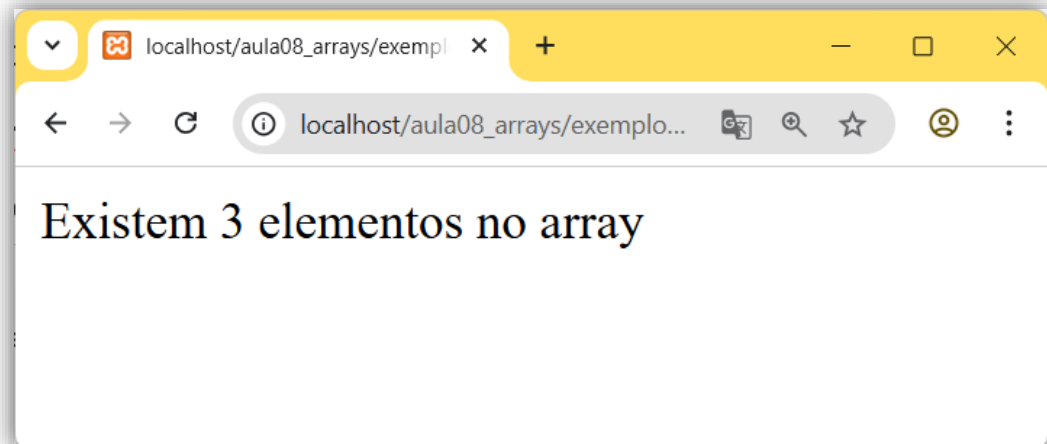 localhost/aula08_arrays/exempl
localhost/aula08_arrays/exemplo...
Existem 3 elementos no array